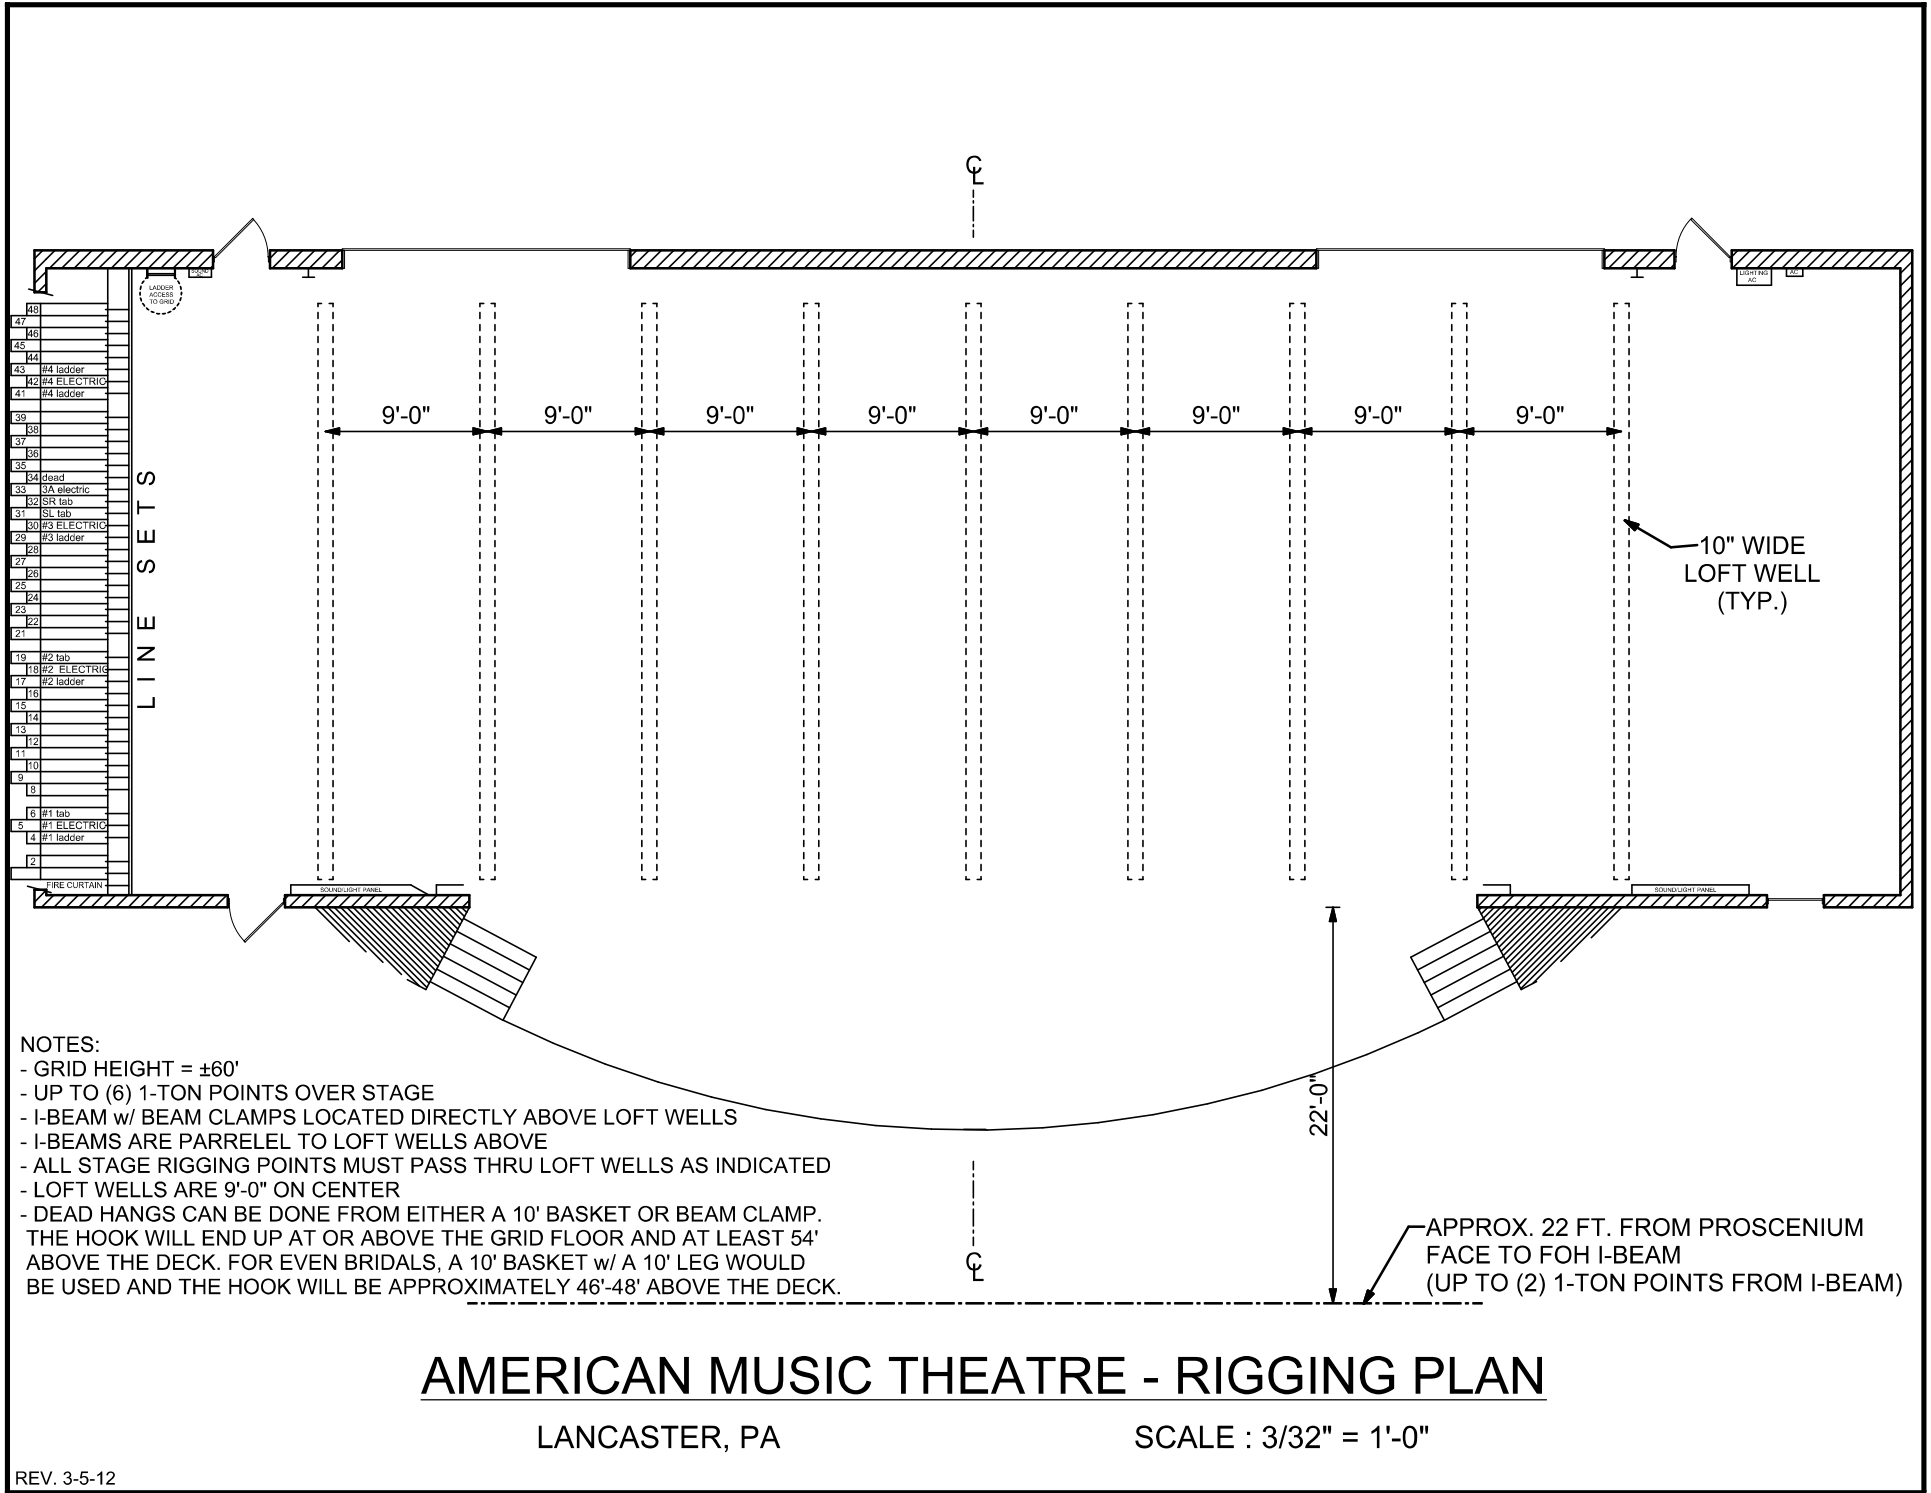 CL
SOUND
LADDER
ACCESS
TO GRID
LIGHTING
AC
AC
48
47
46
45
44
43 #4 ladder
42 #4 ELECTRIC
41 #4 ladder
39
38
37
36
35
34 dead
33 3A electric
32 SR tab
31 SL tab
30 #3 ELECTRIC
29 #3 ladder
28
27
26
25
24
23
22
21
19 #2 tab
18 #2 ELECTRIC
17 #2 ladder
16
15
14
13
12
11
10
9
8
6 #1 tab
5 #1 ELECTRIC
4 #1 ladder
2
FIRE CURTAIN
LINE SETS
9'-0" 9'-0" 9'-0" 9'-0" 9'-0" 9'-0" 9'-0" 9'-0"
10" WIDE
LOFT WELL
(TYP.)
SOUND/LIGHT PANEL
SOUND/LIGHT PANEL
22'-0"
NOTES:
- GRID HEIGHT = ±60'
- UP TO (6) 1-TON POINTS OVER STAGE
- I-BEAM w/ BEAM CLAMPS LOCATED DIRECTLY ABOVE LOFT WELLS
- I-BEAMS ARE PARRELEL TO LOFT WELLS ABOVE
- ALL STAGE RIGGING POINTS MUST PASS THRU LOFT WELLS AS INDICATED
- LOFT WELLS ARE 9'-0" ON CENTER
- DEAD HANGS CAN BE DONE FROM EITHER A 10' BASKET OR BEAM CLAMP.
THE HOOK WILL END UP AT OR ABOVE THE GRID FLOOR AND AT LEAST 54'
ABOVE THE DECK. FOR EVEN BRIDALS, A 10' BASKET w/ A 10' LEG WOULD
BE USED AND THE HOOK WILL BE APPROXIMATELY 46'-48' ABOVE THE DECK.
CL
APPROX. 22 FT. FROM PROSCENIUM
FACE TO FOH I-BEAM
(UP TO (2) 1-TON POINTS FROM I-BEAM)
AMERICAN MUSIC THEATRE - RIGGING PLAN
LANCASTER, PA
SCALE : 3/32" = 1'-0"
REV. 3-5-12